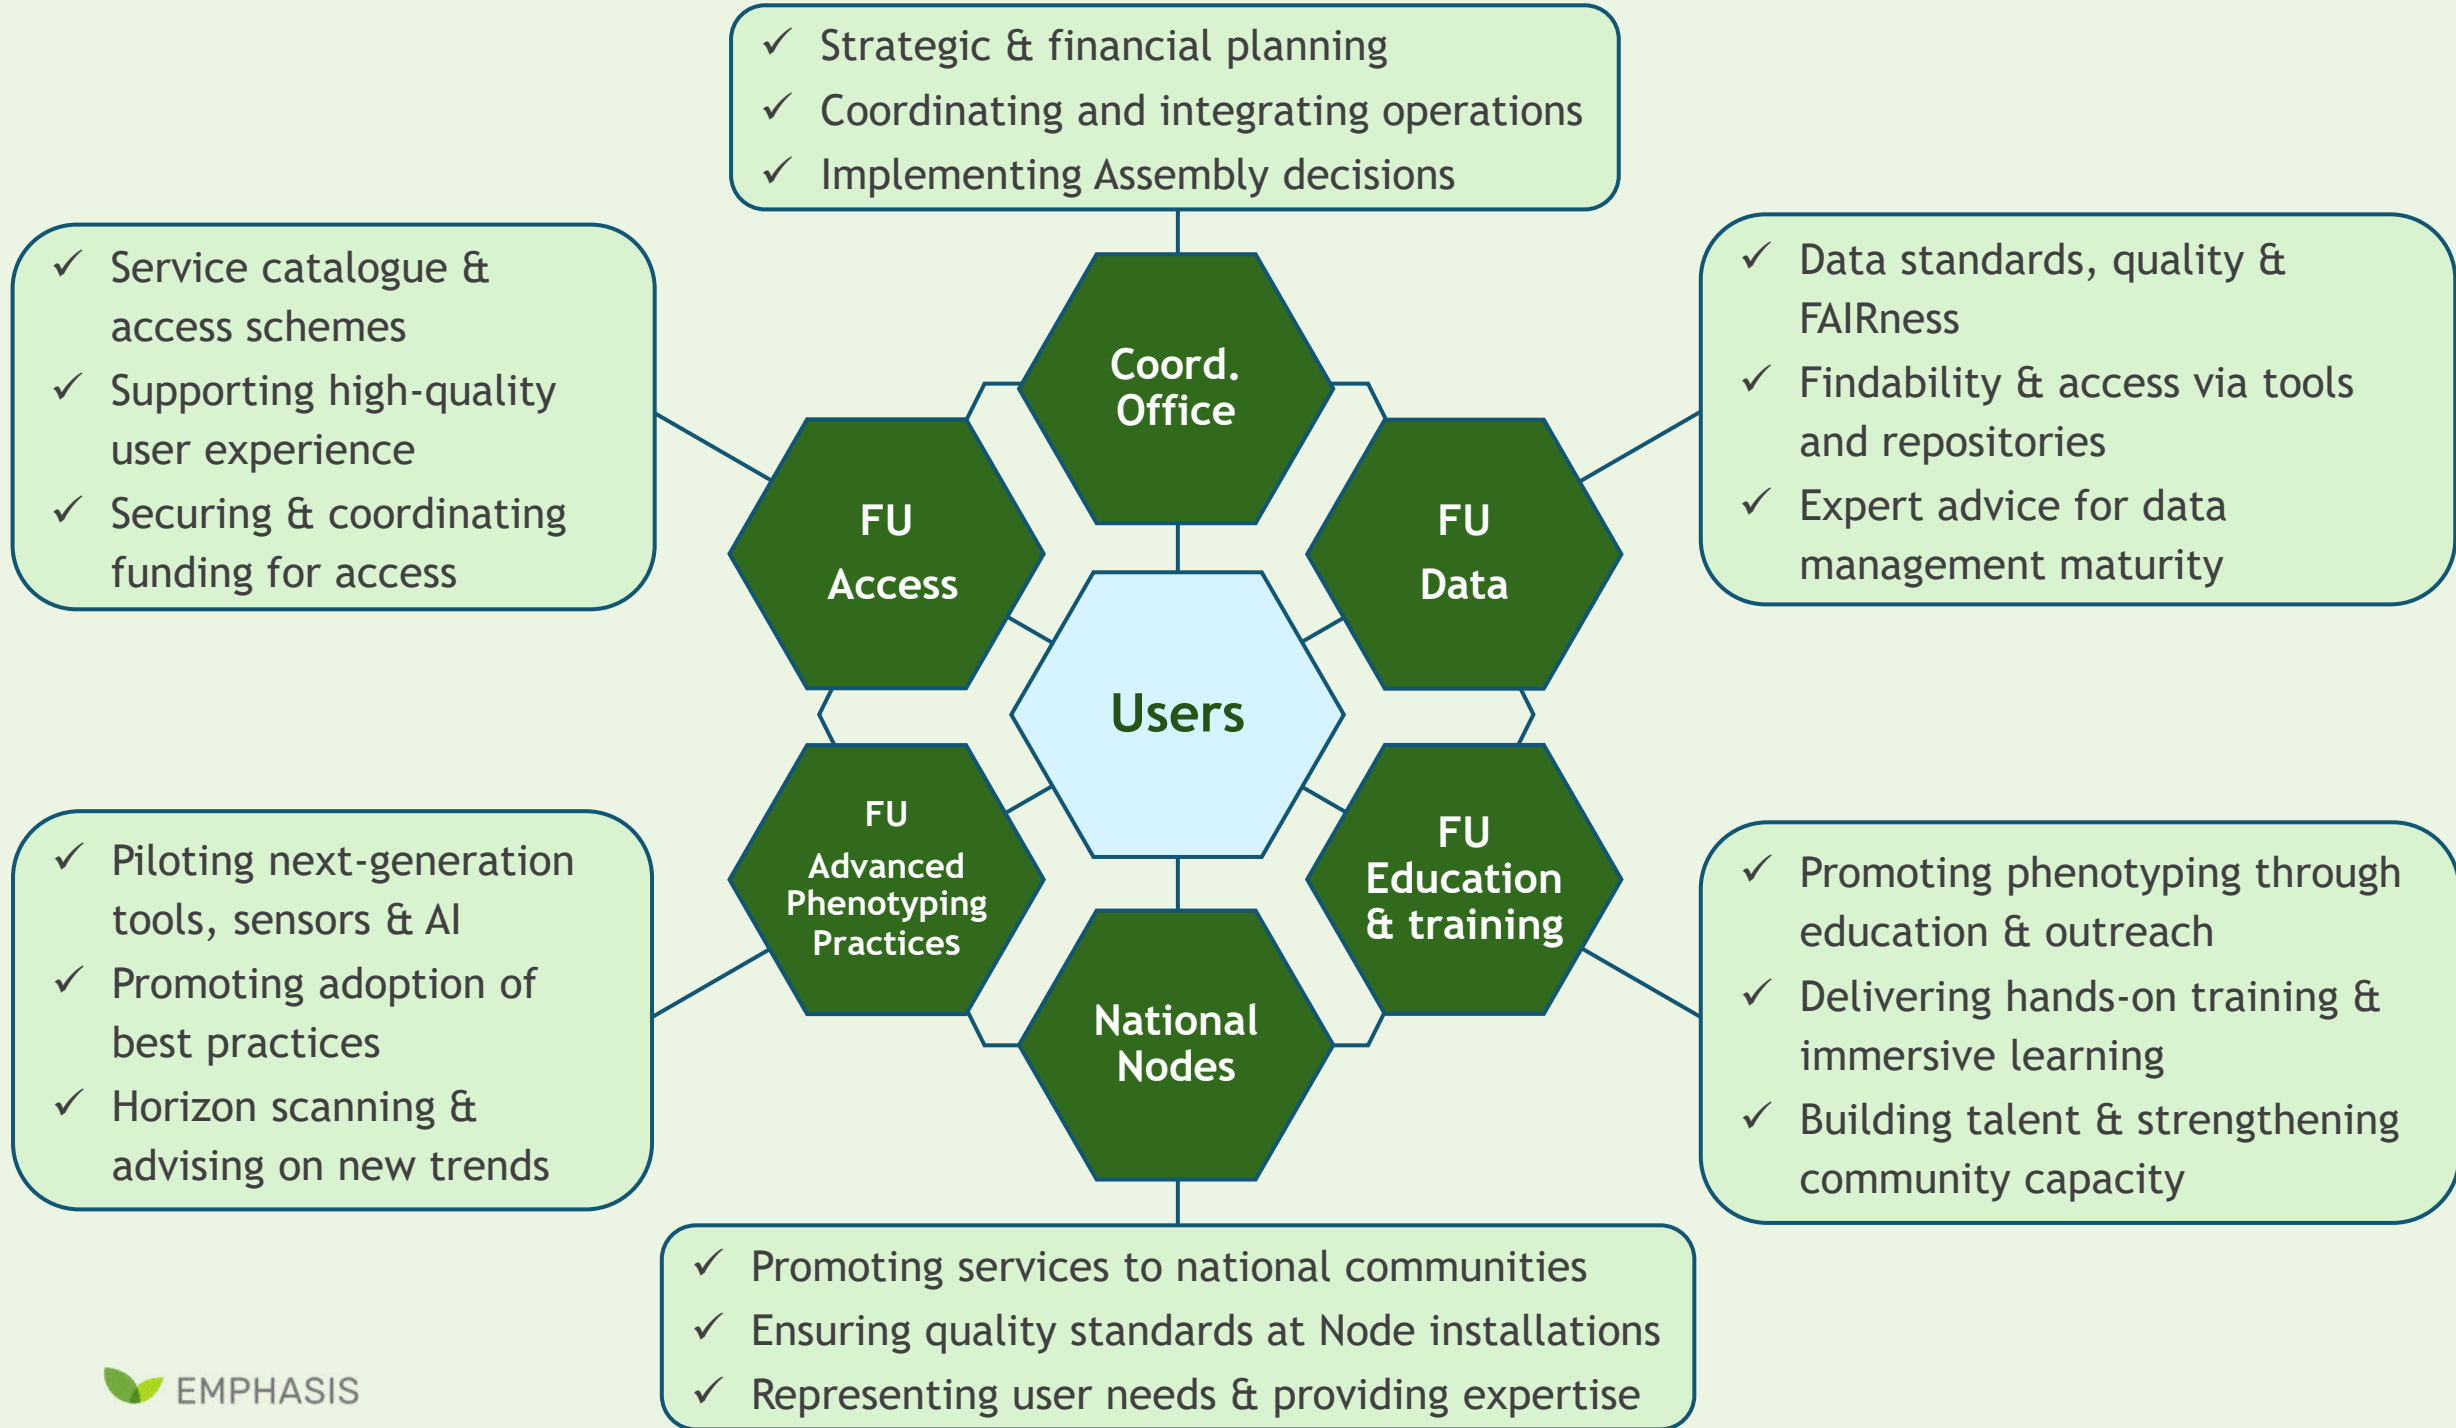 ✓ Strategic & financial planning
✓ Coordinating and integrating operations
✓ Implementing Assembly decisions
✓ Service catalogue &
access schemes
✓ Supporting high-quality
user experience
✓ Securing & coordinating
funding for access
✓ Data standards, quality &
FAIRness
✓ Findability & access via tools
and repositories
✓ Expert advice for data
management maturity
Coord.
Office
FU
Access
FU
Data
Users
FU
Advanced
Phenotyping
Practices
FU
Education
& training
National
Nodes
✓ Piloting next-generation
tools, sensors & AI
✓ Promoting adoption of
best practices
✓ Horizon scanning &
advising on new trends
✓ Promoting phenotyping through
education & outreach
✓ Delivering hands-on training &
immersive learning
✓ Building talent & strengthening
community capacity
✓ Promoting services to national communities
✓ Ensuring quality standards at Node installations
✓ Representing user needs & providing expertise
EMPHASIS